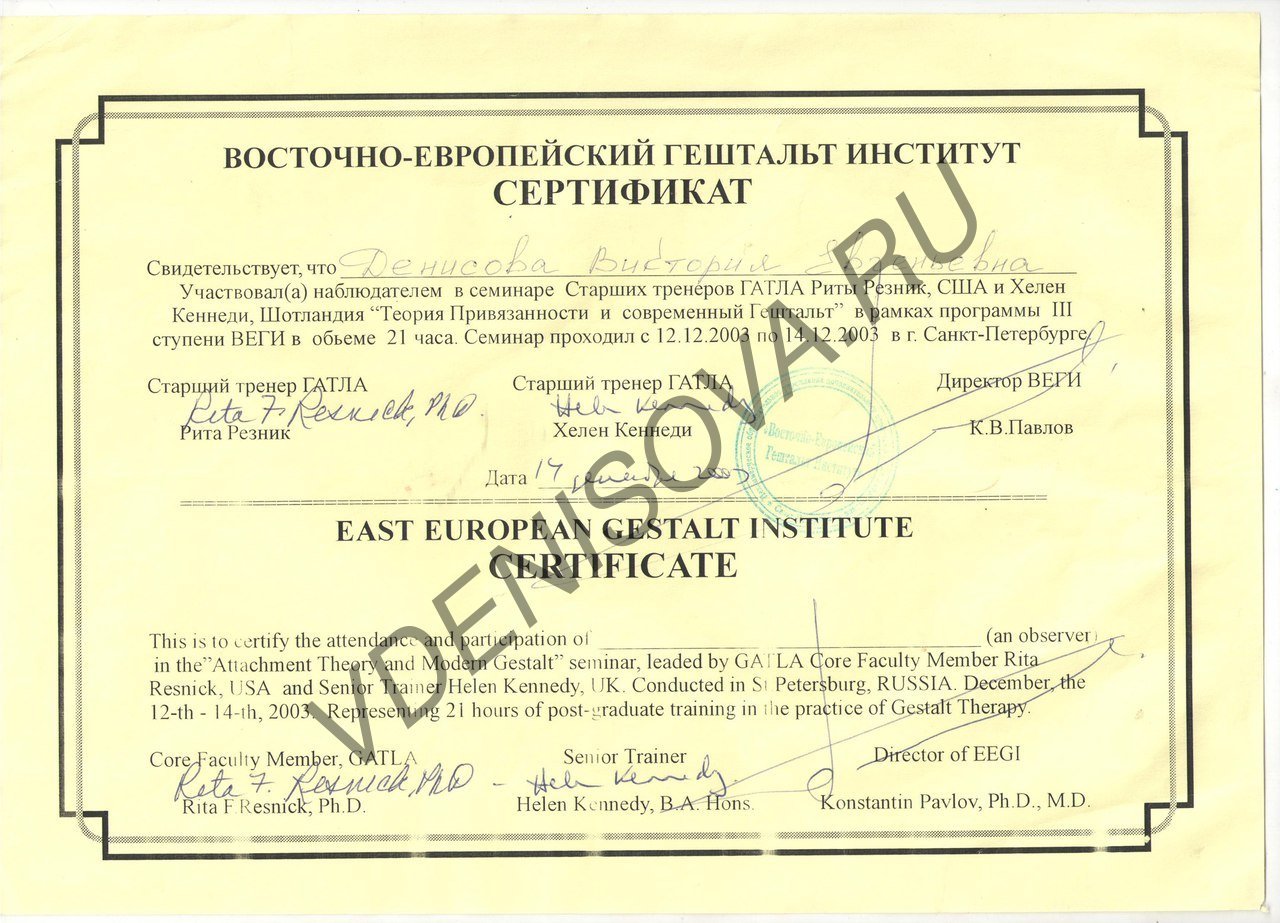 ВОСТОЧНО-ЕВРОПЕЙСКИЙ ГЕШТАЛЬТ ИНСТИТУТ
СЕРТИФИКАТ
Свидетельствует, что Денисова Виктория Евгеньевна
Участвовал(а) наблюдателем в семинаре Старших тренеров ГАТЛА Риты Резник, США и Хелен
Кеннеди, Шотландия “Теория Привязанности и современный Гештальт” в рамках программы III
ступени ВЕГИ в обьеме 21 часа. Семинар проходил с 12.12.2003 по 14.12.2003 в г. Санкт-Петербурге.
Старший тренер ГАТЛА Старший тренер ГАТЛА Директор ВЕГИ
Rita F. Resnick, PhD Helen Kennedy
Рита Резник Хелен Кеннеди К.В.Павлов
«Восточно-Европейский
Гештальт Институт»
Дата 14 декабря 2003
EAST EUROPEAN GESTALT INSTITUTE
CERTIFICATE
This is to certify the attendance and participation of (an observer)
in the”Attachment Theory and Modern Gestalt” seminar, leaded by GATLA Core Faculty Member Rita
Resnick, USA and Senior Trainer Helen Kennedy, UK. Conducted in St Petersburg, RUSSIA. December, the
12-th - 14-th, 2003. Representing 21 hours of post-graduate training in the practice of Gestalt Therapy.
Core Faculty Member, GATLA Senior Trainer Director of EEGI
Rita F. Resnick, PhD - Helen Kennedy
Rita F.Resnick, Ph.D. Helen Kennedy, B.A. Hons. Konstantin Pavlov, Ph.D., M.D.
VDENISOVA.RU